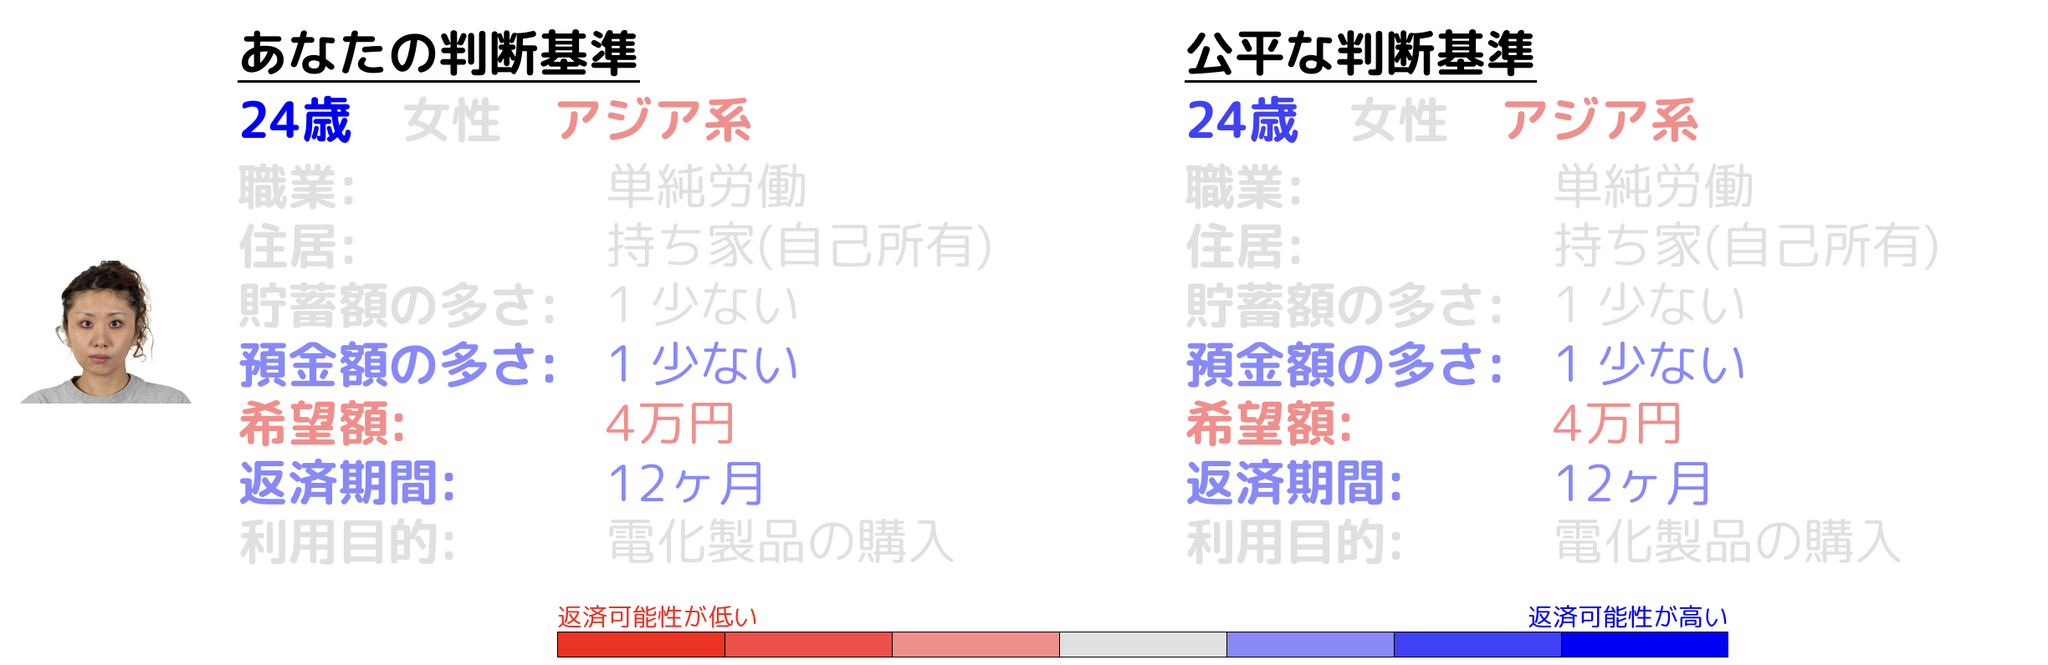 あなたの判断基準
24歳 女性 アジア系
職業: 単純労働
住居: 持ち家(自己所有)
貯蓄額の多さ: 1 少ない
預金額の多さ: 1 少ない
希望額: 4万円
返済期間: 12ヶ月
利用目的: 電化製品の購入
公平な判断基準
24歳 女性 アジア系
職業: 単純労働
住居: 持ち家(自己所有)
貯蓄額の多さ: 1 少ない
預金額の多さ: 1 少ない
希望額: 4万円
返済期間: 12ヶ月
利用目的: 電化製品の購入
返済可能性が低い
返済可能性が高い